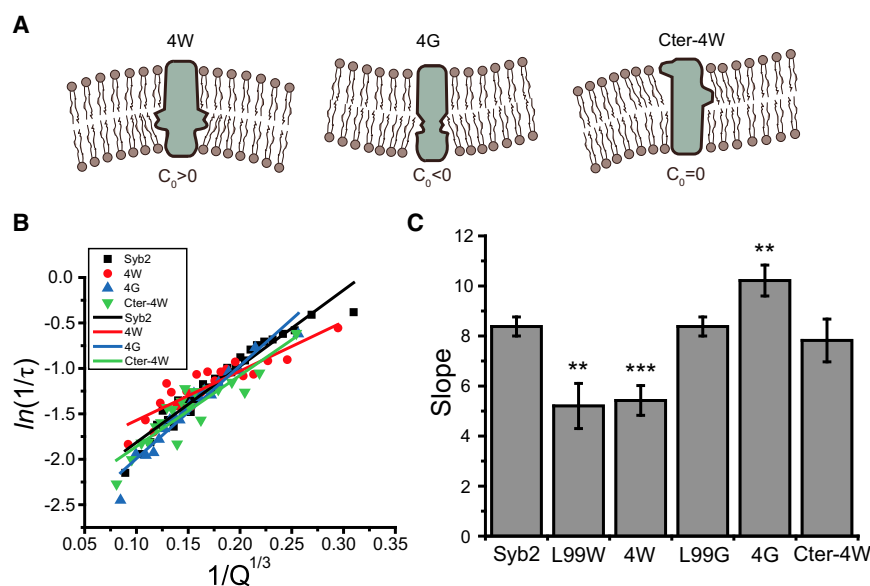 A
4W
4G
Cter-4W
C₀>0
C₀<0
C₀=0
B
Syb2
4W
4G
Cter-4W
Syb2
4W
4G
Cter-4W
0.0
-0.5
-1.0
-1.5
-2.0
-2.5
ln(1/τ)
0.05 0.10 0.15 0.20 0.25 0.30 0.35
1/Q^1/3
C
12
10
8
6
4
2
0
Slope
**
***
**
Syb2 L99W 4W L99G 4G Cter-4W